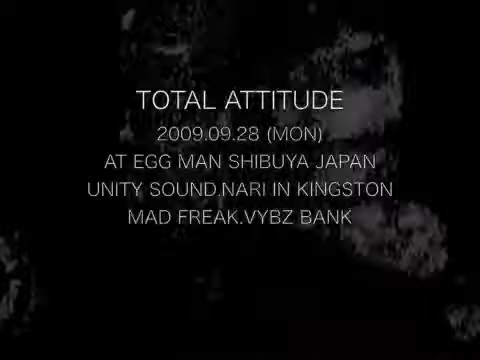 TOTAL ATTITUDE
2009.09.28 (MON)
AT EGG MAN SHIBUYA JAPAN
UNITY SOUND.NARI IN KINGSTON
MAD FREAK.VYBZ BANK